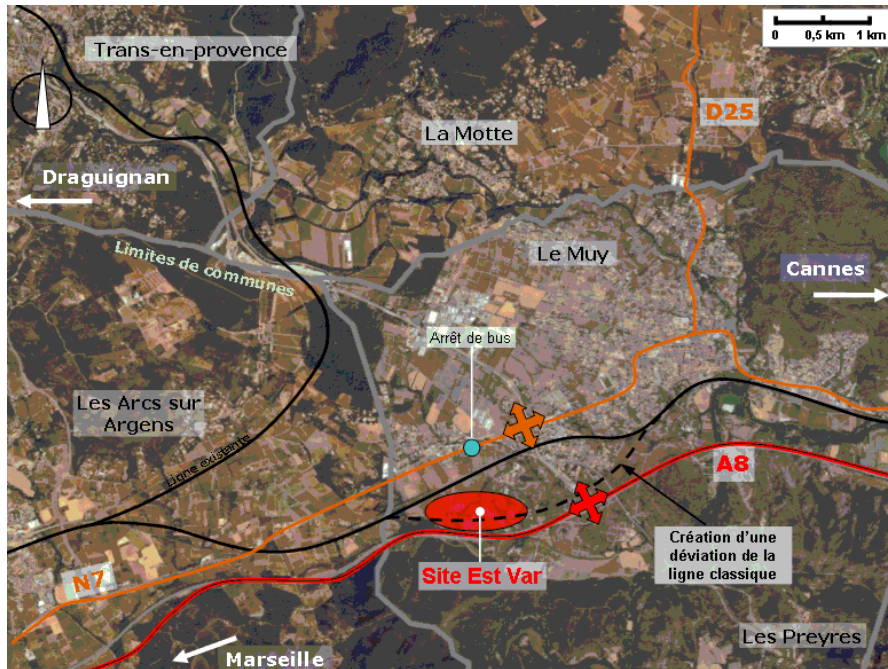 Trans-en-provence
0 0,5 km 1 km
La Motte
D25
Draguignan
Limites de communes
Le Muy
Cannes
Arrêt de bus
Les Arcs sur
Argens
Ligne existante
A8
Création d'une
déviation de la
ligne classique
Site Est Var
N7
Les Preyres
Marseille